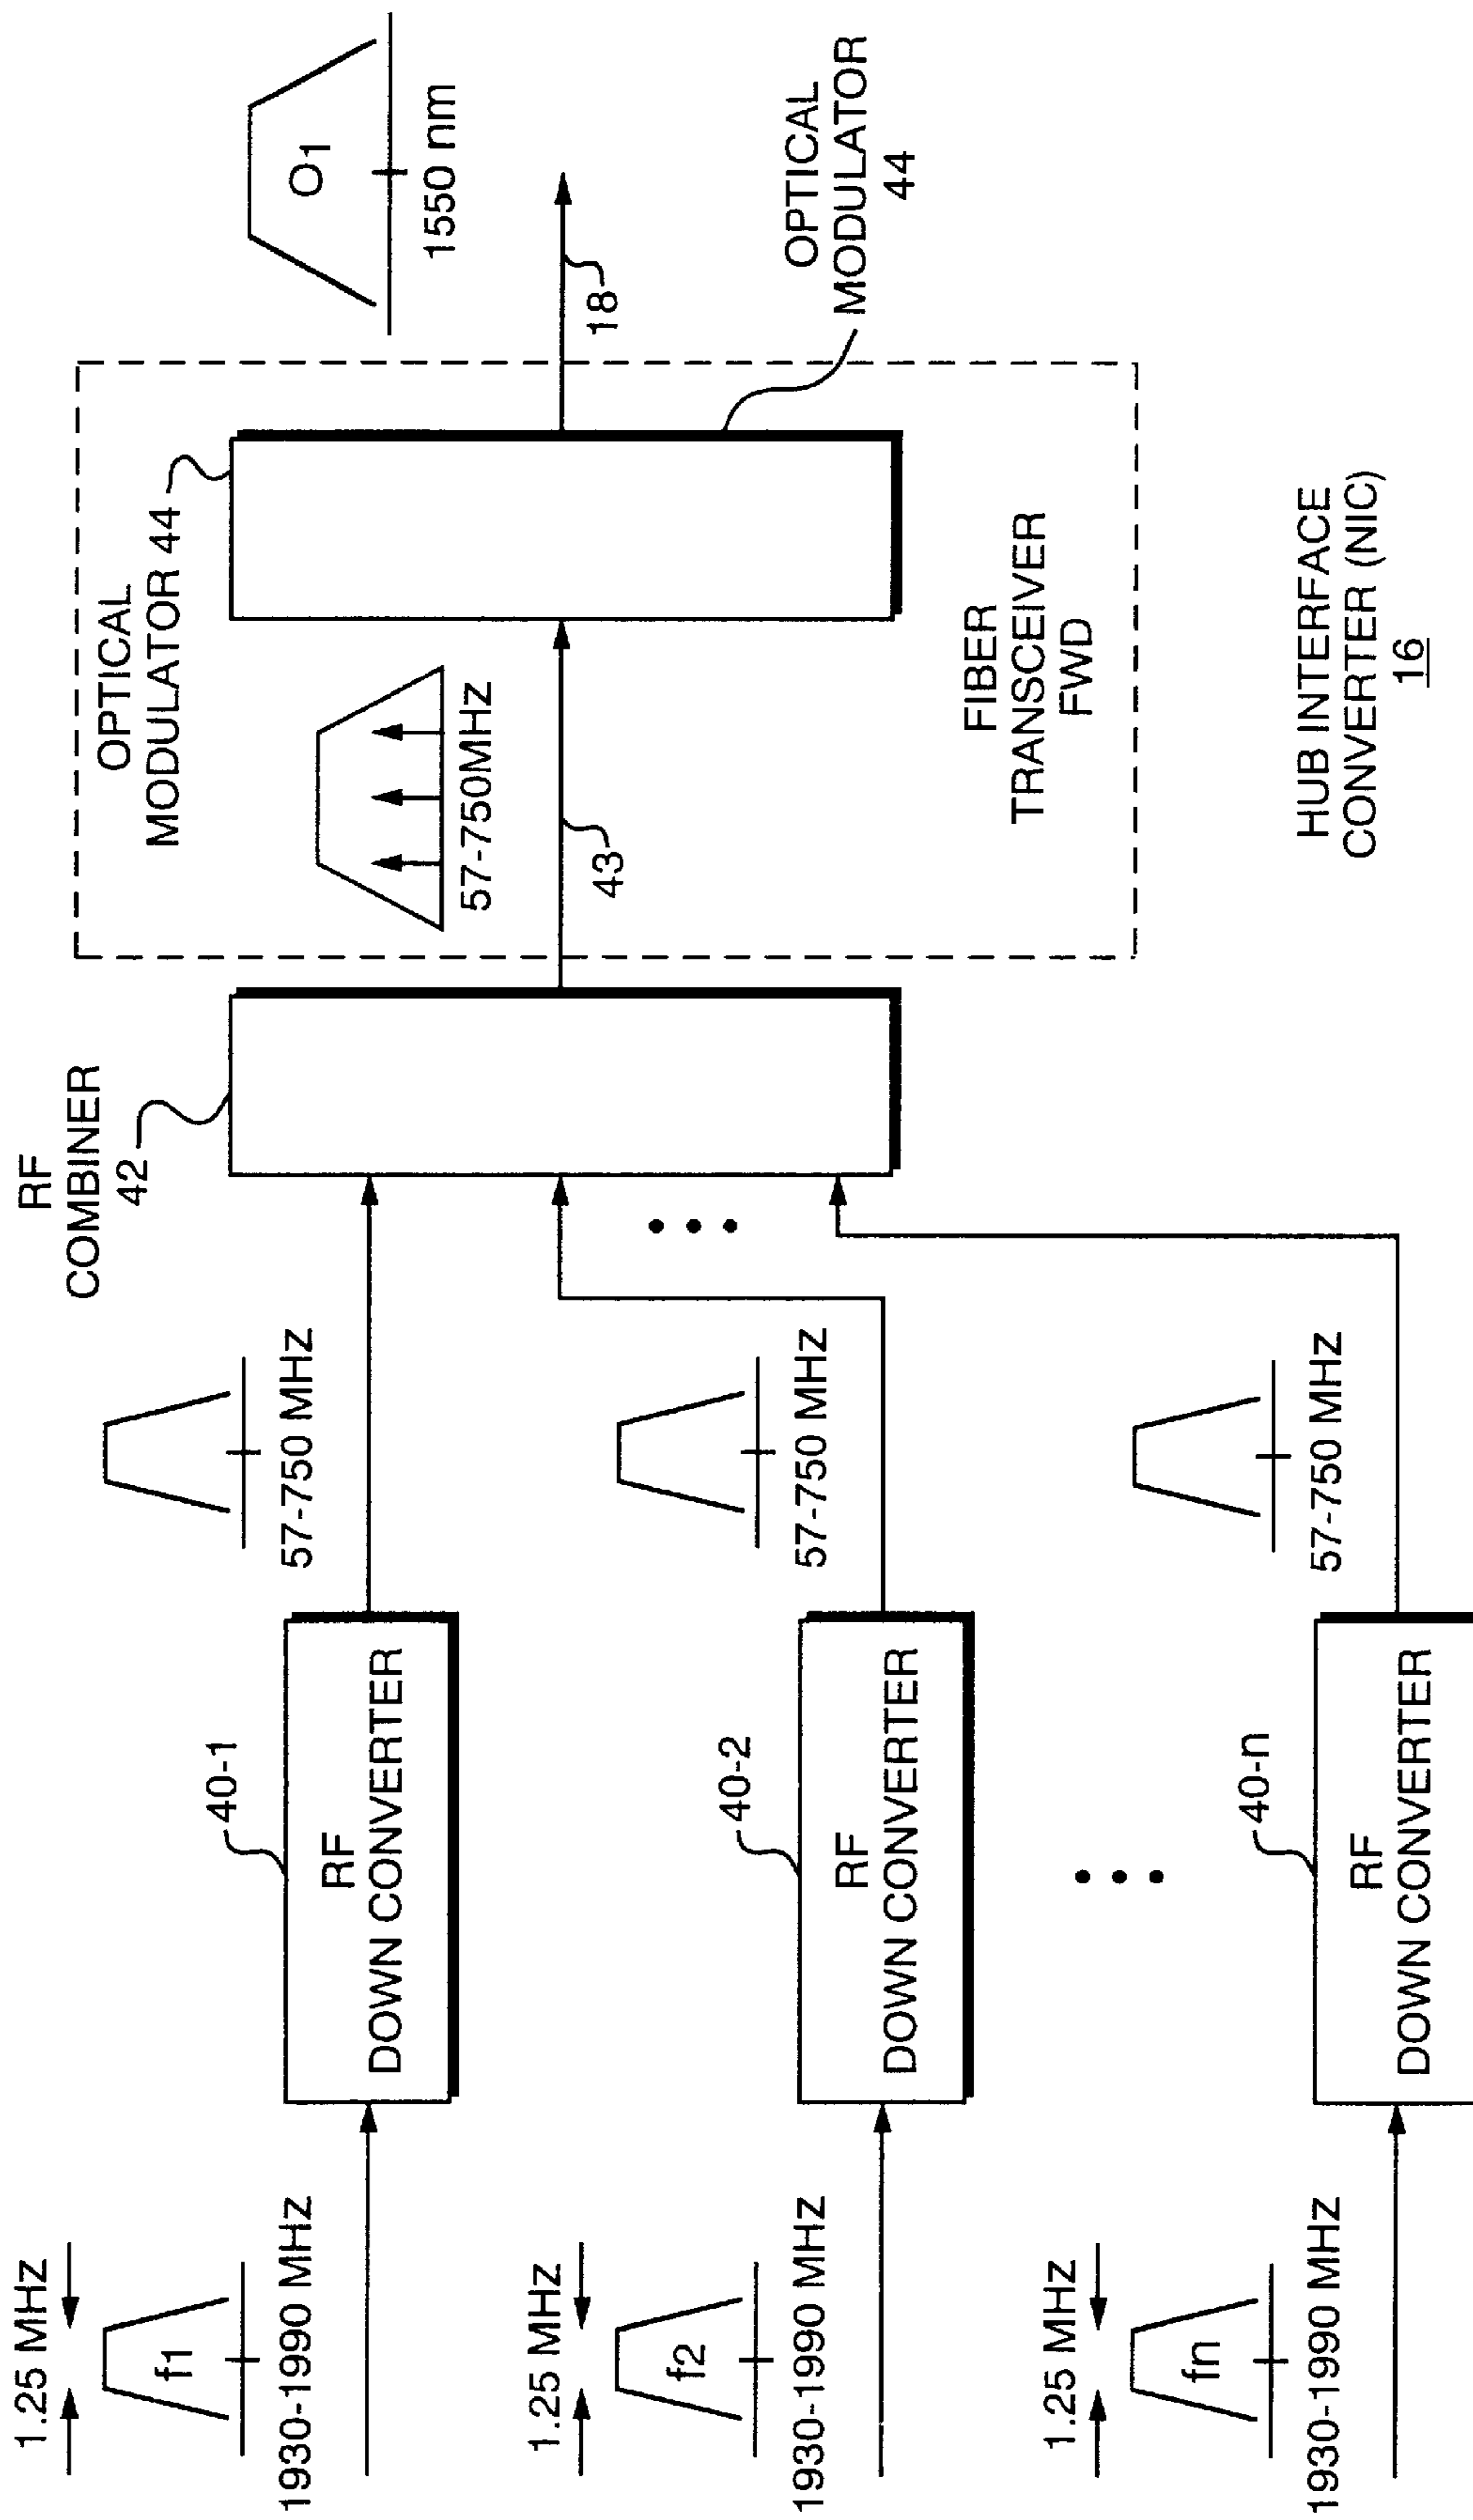 1.25 MHz
f1
1930-1990 MHz
40-1
RF
DOWN CONVERTER
57-750 MHz
1.25 MHz
f2
1930-1990 MHz
40-2
RF
DOWN CONVERTER
57-750 MHz
1.25 MHz
fn
1930-1990 MHz
40-n
RF
DOWN CONVERTER
57-750 MHz
RF
COMBINER
42
OPTICAL
MODULATOR 44
57-750MHz
43
FIBER
TRANSCEIVER
FWD
O1
1550 nm
18
OPTICAL
MODULATOR
44
HUB INTERFACE
CONVERTER (NIC)
16